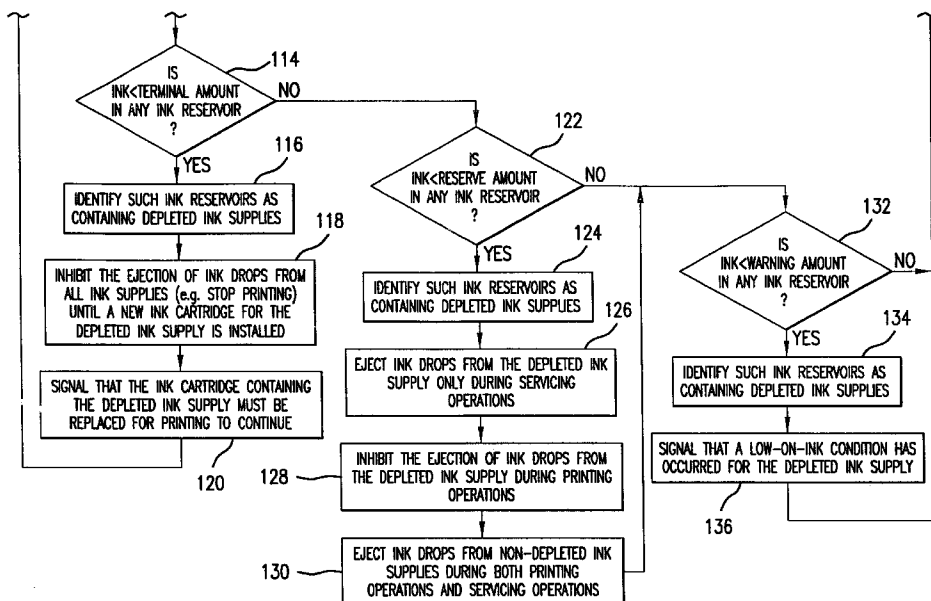 114
IS
INK<TERMINAL AMOUNT
IN ANY INK RESERVOIR
?
NO
YES
116
IDENTIFY SUCH INK RESERVOIRS AS
CONTAINING DEPLETED INK SUPPLIES
118
INHIBIT THE EJECTION OF INK DROPS FROM
ALL INK SUPPLIES (e.g. STOP PRINTING)
UNTIL A NEW INK CARTRIDGE FOR THE
DEPLETED INK SUPPLY IS INSTALLED
SIGNAL THAT THE INK CARTRIDGE CONTAINING
THE DEPLETED INK SUPPLY MUST BE
REPLACED FOR PRINTING TO CONTINUE
120
122
IS
INK<RESERVE AMOUNT
IN ANY INK RESERVOIR
?
NO
YES
124
IDENTIFY SUCH INK RESERVOIRS AS
CONTAINING DEPLETED INK SUPPLIES
126
EJECT INK DROPS FROM THE DEPLETED INK
SUPPLY ONLY DURING SERVICING
OPERATIONS
128
INHIBIT THE EJECTION OF INK DROPS FROM
THE DEPLETED INK SUPPLY DURING PRINTING
OPERATIONS
130
EJECT INK DROPS FROM NON-DEPLETED INK
SUPPLIES DURING BOTH PRINTING
OPERATIONS AND SERVICING OPERATIONS
132
IS
INK<WARNING AMOUNT
IN ANY INK RESERVOIR
?
NO
YES
134
IDENTIFY SUCH INK RESERVOIRS AS
CONTAINING DEPLETED INK SUPPLIES
SIGNAL THAT A LOW-ON-INK CONDITION HAS
OCCURRED FOR THE DEPLETED INK SUPPLY
136